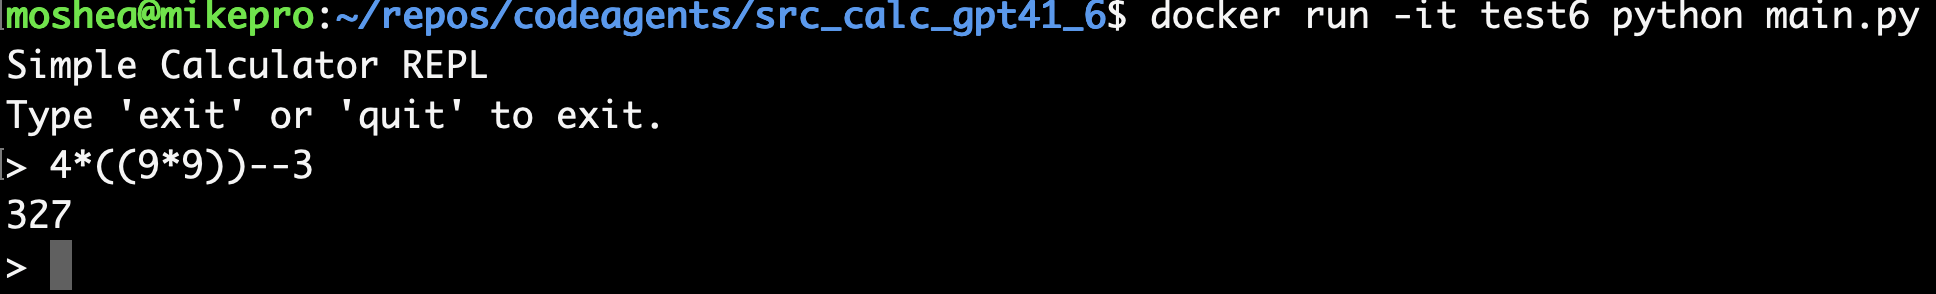 moshea@mikepro:~/repos/codeagents/src_calc_gpt41_6$ docker run -it test6 python main.py
Simple Calculator REPL
Type 'exit' or 'quit' to exit.
> 4*((9*9))--3
327
>